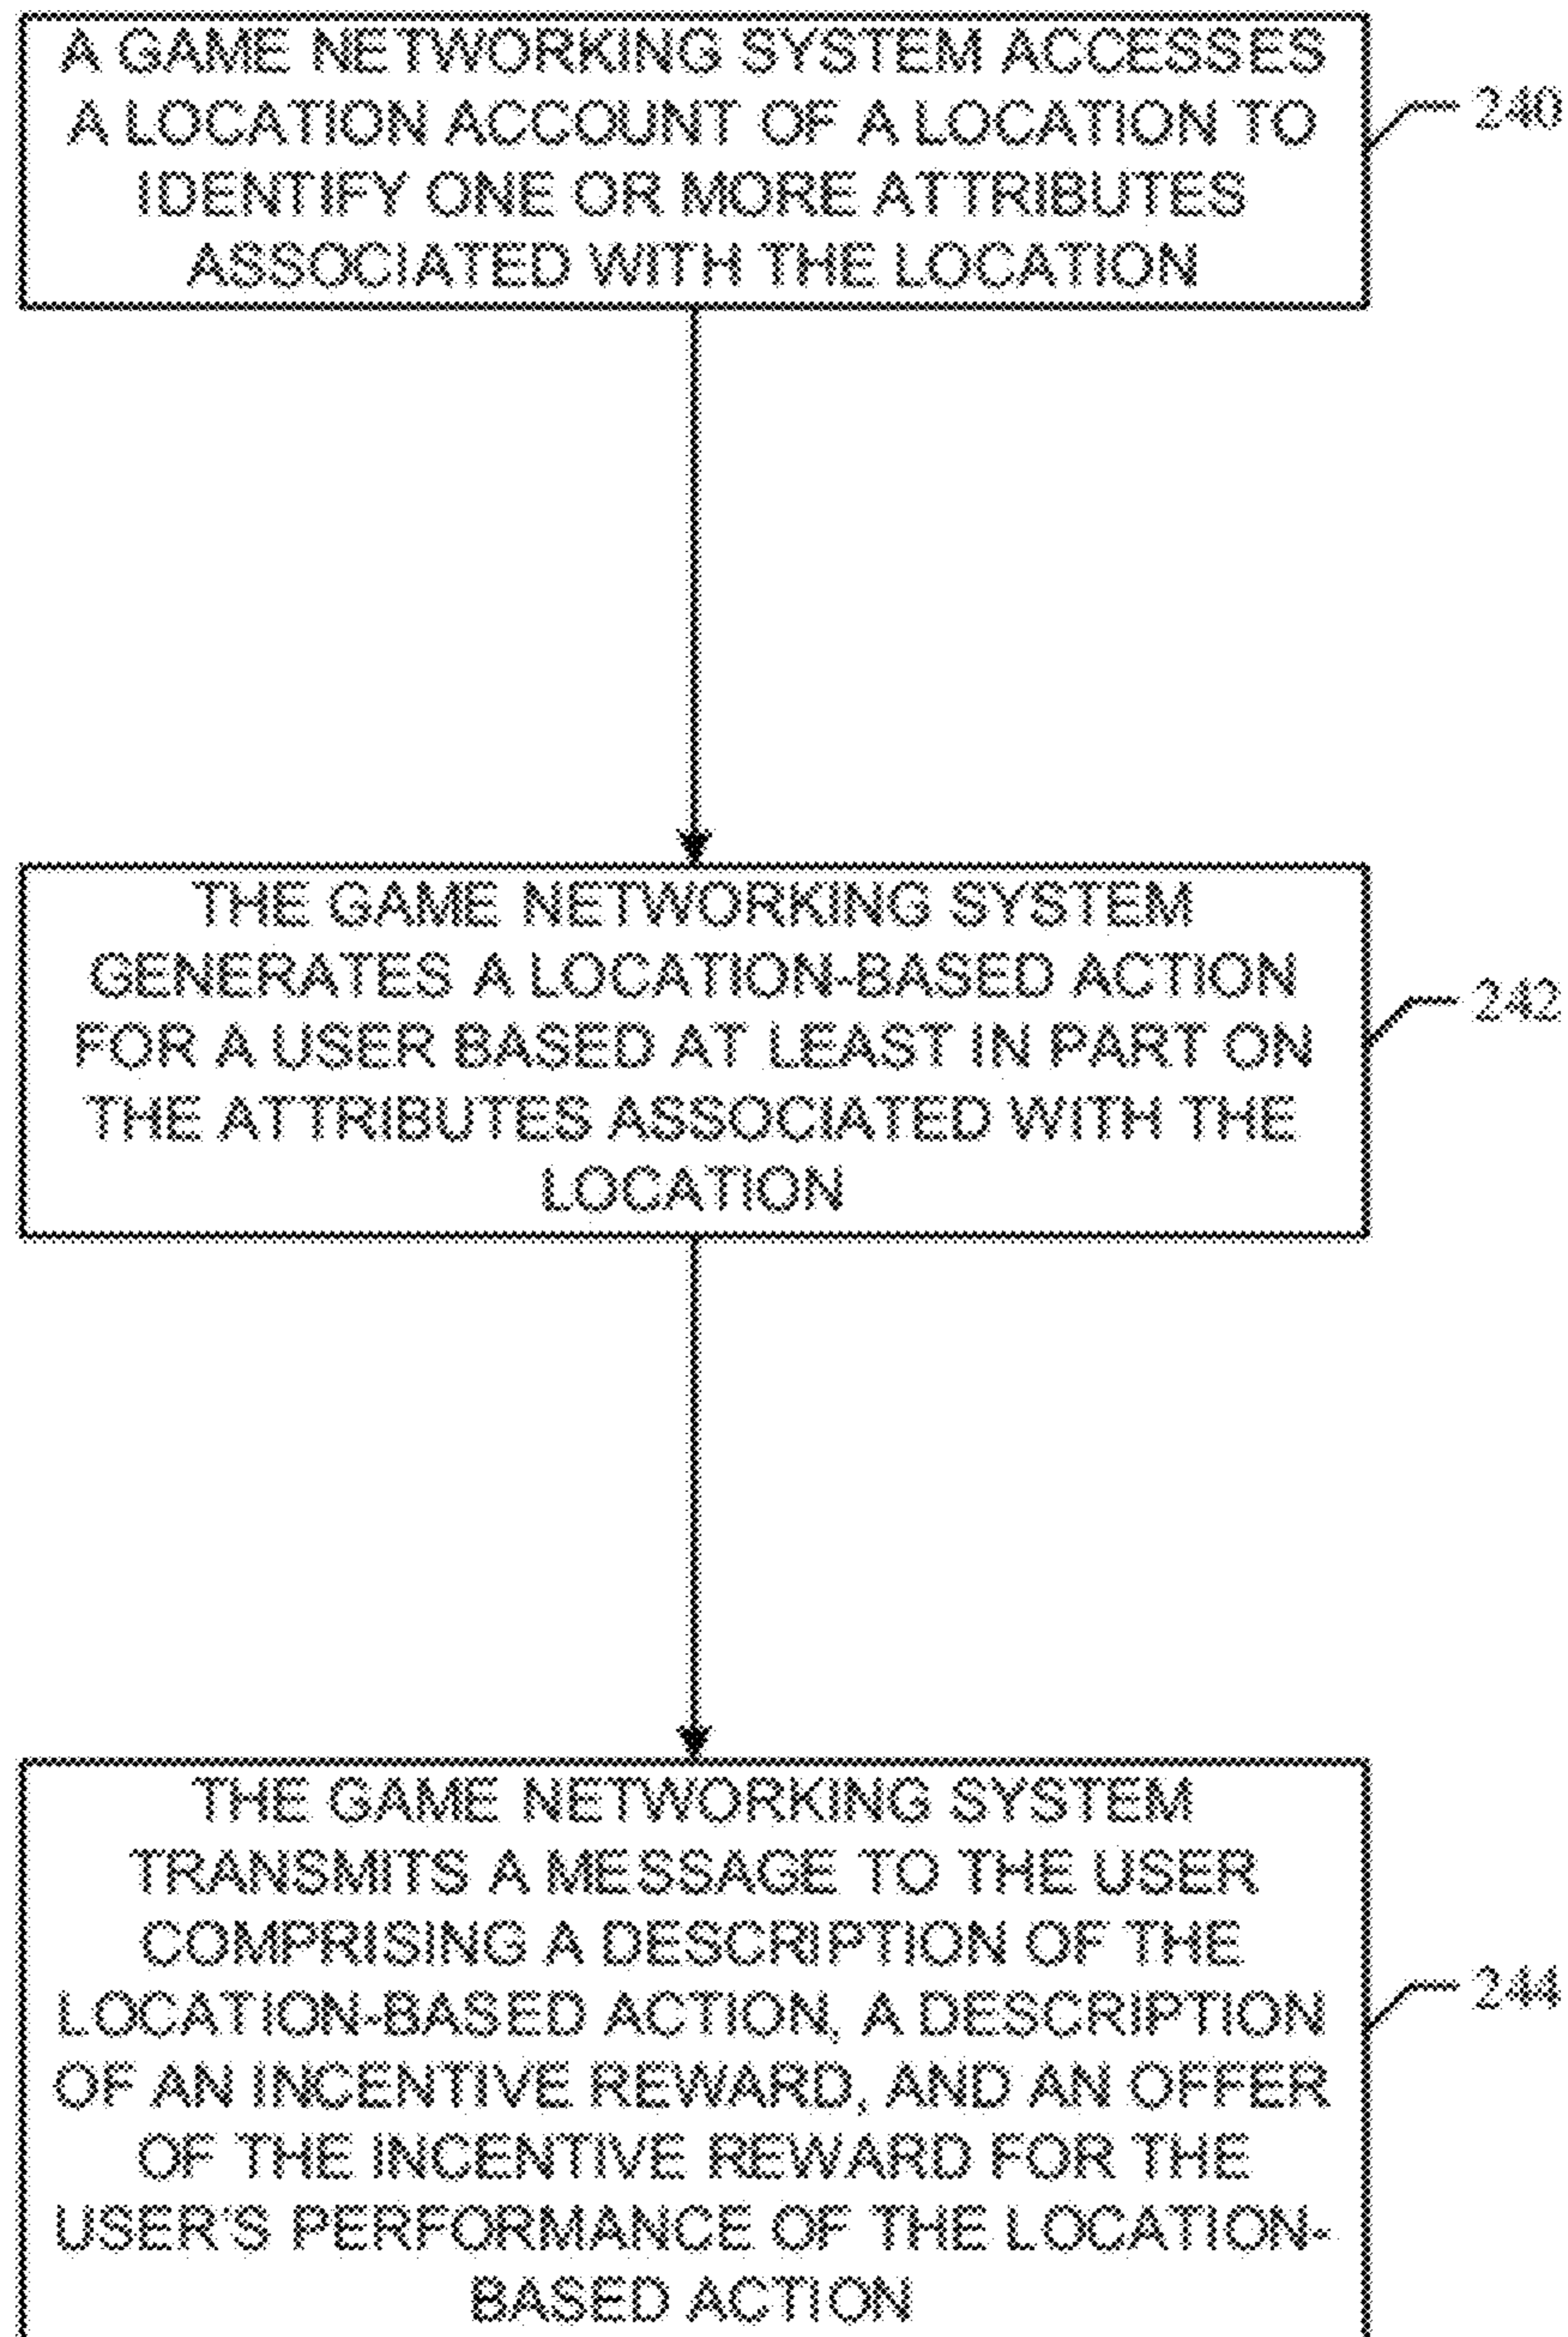 A GAME NETWORKING SYSTEM ACCESSES
A LOCATION ACCOUNT OF A LOCATION TO
IDENTIFY ONE OR MORE ATTRIBUTES
ASSOCIATED WITH THE LOCATION
240
THE GAME NETWORKING SYSTEM
GENERATES A LOCATION-BASED ACTION
FOR A USER BASED AT LEAST IN PART ON
THE ATTRIBUTES ASSOCIATED WITH THE
LOCATION
242
THE GAME NETWORKING SYSTEM
TRANSMITS A MESSAGE TO THE USER
COMPRISING A DESCRIPTION OF THE
LOCATION-BASED ACTION, A DESCRIPTION
OF AN INCENTIVE REWARD, AND AN OFFER
OF THE INCENTIVE REWARD FOR THE
USER'S PERFORMANCE OF THE LOCATION-
BASED ACTION
244